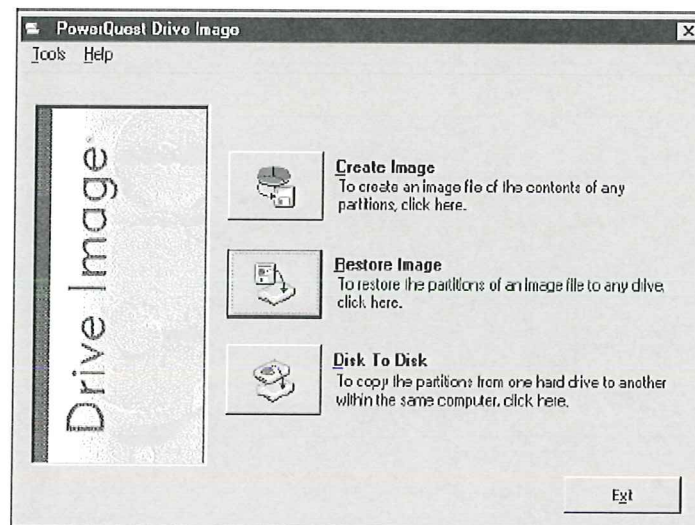 PowerQuest Drive Image
Tools Help
Drive Image
Create Image
To create an image file of the contents of any
partitions, click here.
Restore Image
To restore the partitions of an image file to any drive,
click here.
Disk To Disk
To copy the partitions from one hard drive to another
within the same computer, click here.
Exit